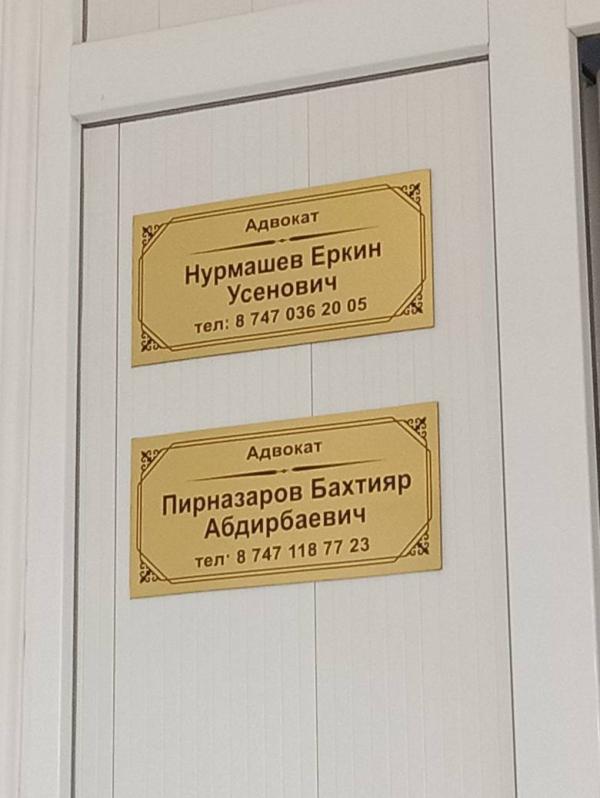 Адвокат
Нурмашев Еркин
Усенович
тел: 8 747 036 20 05
Адвокат
Пирназаров Бахтияр
Абдирбаевич
тел: 8 747 118 77 23